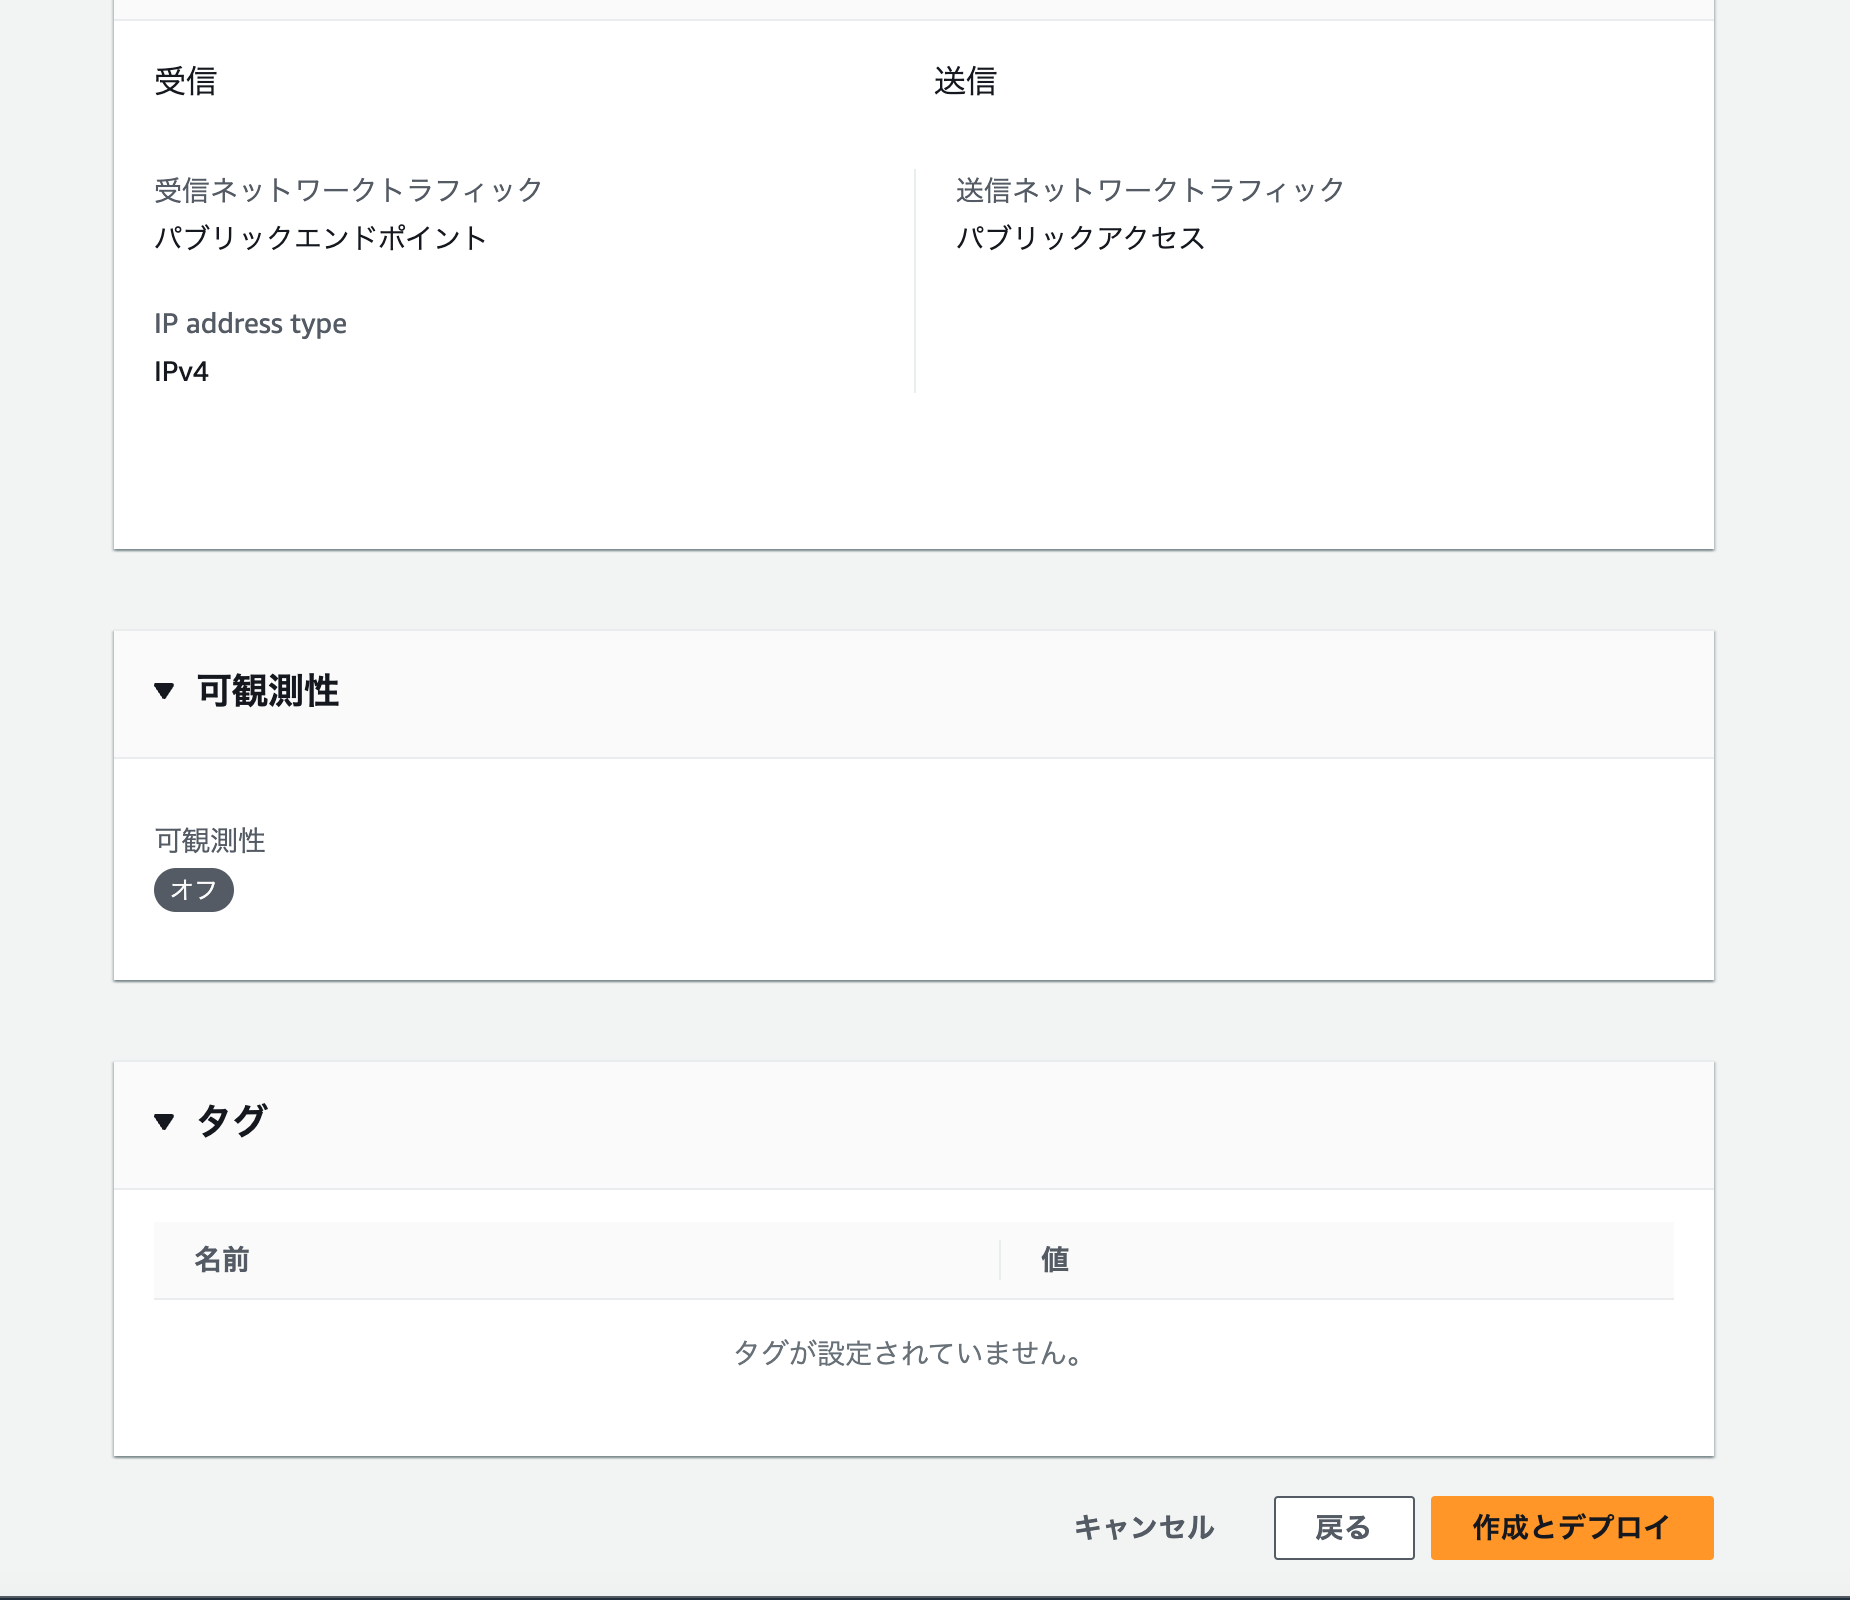 受信
送信
受信ネットワークトラフィック
パブリックエンドポイント
IP address type
IPv4
送信ネットワークトラフィック
パブリックアクセス
可観測性
可観測性
オフ
タグ
名前
値
タグが設定されていません。
キャンセル
戻る
作成とデプロイ